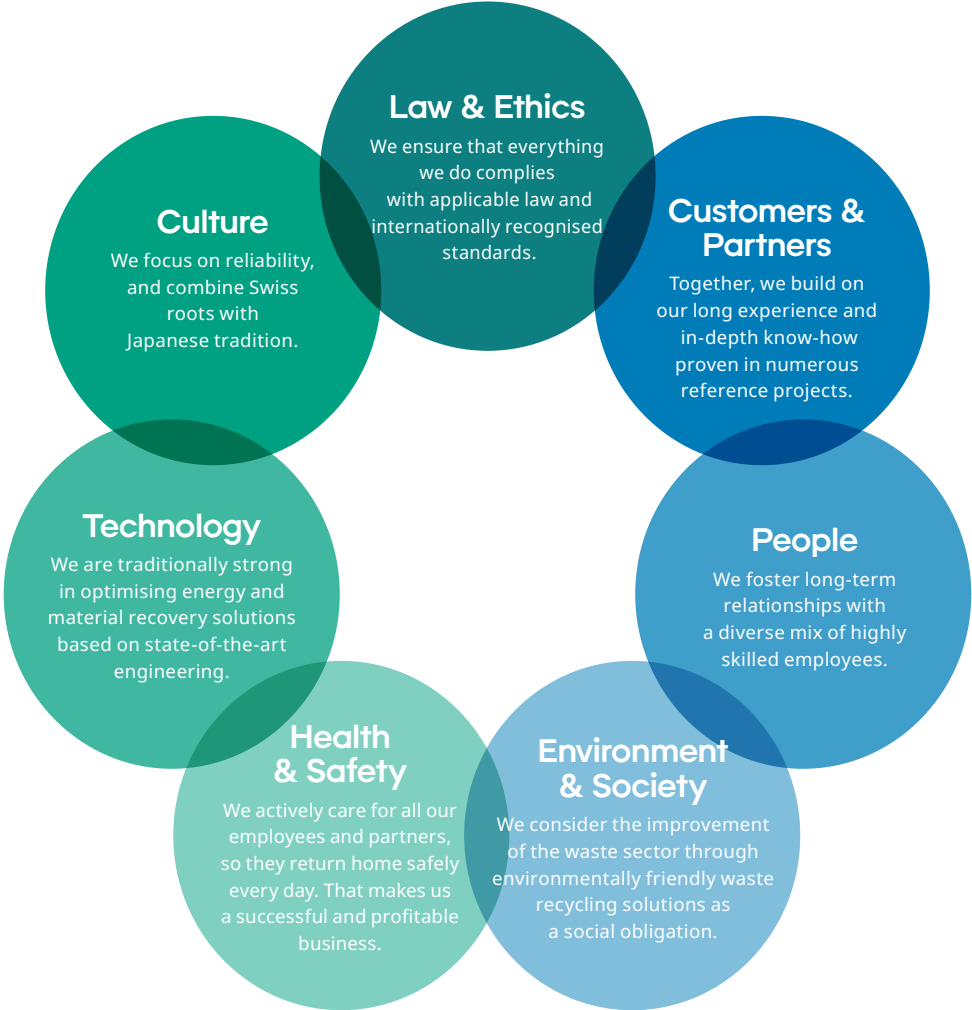 Law & Ethics
We ensure that everything
we do complies
with applicable law and
internationally recognised
standards.
Customers &
Partners
Together, we build on
our long experience and
in-depth know-how
proven in numerous
reference projects.
People
We foster long-term
relationships with
a diverse mix of highly
skilled employees.
Environment
& Society
We consider the improvement
of the waste sector through
environmentally friendly waste
recycling solutions as
a social obligation.
Health
& Safety
We actively care for all our
employees and partners,
so they return home safely
every day. That makes us
a successful and profitable
business.
Technology
We are traditionally strong
in optimising energy and
material recovery solutions
based on state-of-the-art
engineering.
Culture
We focus on reliability,
and combine Swiss
roots with
Japanese tradition.